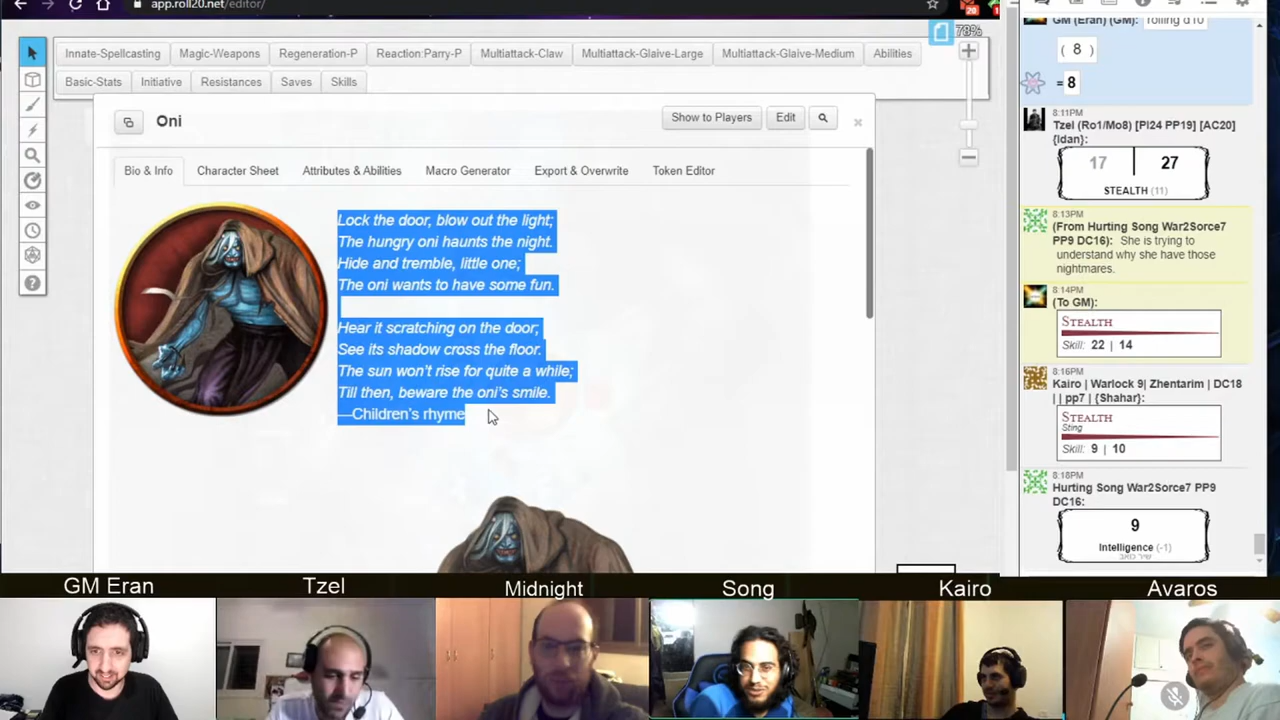 app.roll20.net/editor/
20
Innate-Spellcasting
Magic-Weapons
Regeneration-P
Reaction:Parry-P
Multiattack-Claw
Multiattack-Glaive-Large
Multiattack-Glaive-Medium
Abilities
Basic-Stats
Initiative
Resistances
Saves
Skills
78%
Oni
Show to Players
Edit
Bio & Info
Character Sheet
Attributes & Abilities
Macro Generator
Export & Overwrite
Token Editor
Lock the door, blow out the light;
The hungry oni haunts the night.
Hide and tremble, little one;
The oni wants to have some fun.
Hear it scratching on the door;
See its shadow cross the floor.
The sun won't rise for quite a while;
Till then, beware the oni's smile.
—Children's rhyme
GM (Eran) (GM): rolling d10
( 8 )
= 8
8:11PM
Tzel (Ro1/Mo8) [PI24 PP19] [AC20]
{Idan}:
17 27
STEALTH (11)
8:13PM
(From Hurting Song War2Sorce7
PP9 DC16): She is trying to
understand why she have those
nightmares.
8:14PM
(To GM):
STEALTH
Skill: 22 | 14
8:16PM
Kairo | Warlock 9| Zhentarim | DC18
| | pp7 | {Shahar}:
STEALTH
Sting
Skill: 9 | 10
8:18PM
Hurting Song War2Sorce7 PP9
DC16:
9
Intelligence (-1)
שיר כואב
GM Eran
Tzel
Midnight
Song
Kairo
Avaros